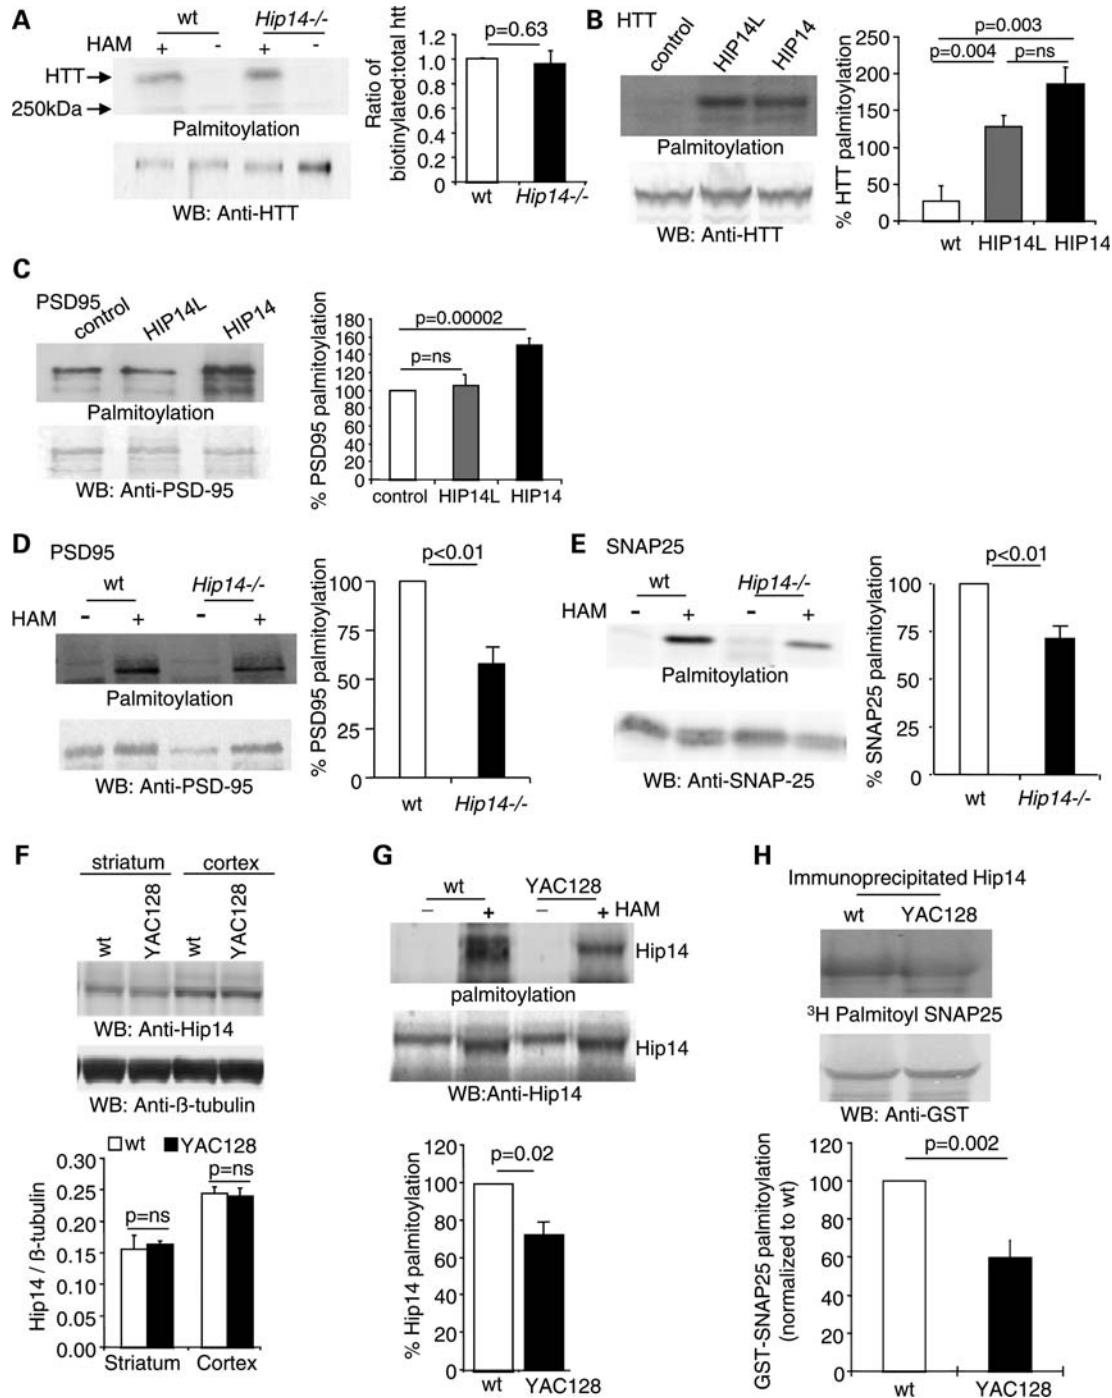 A
wt
Hip14-/-
HAM
+
-
+
-
HTT
250kDa
Palmitoylation
WB: Anti-HTT
Ratio of
biotinylated:total htt
p=0.63
1.2
1.0
0.8
0.6
0.4
0.2
0
wt
Hip14-/-
B
HTT
control
HIP14L
HIP14
Palmitoylation
WB: Anti-HTT
% HTT palmitoylation
p=0.003
p=0.004
p=ns
250
200
150
100
50
0
wt
HIP14L
HIP14
C
PSD95
control
HIP14L
HIP14
Palmitoylation
WB: Anti-PSD-95
% PSD95 palmitoylation
p=0.00002
p=ns
180
160
140
120
100
80
60
40
20
0
control
HIP14L
HIP14
D
PSD95
wt
Hip14-/-
HAM
-
+
-
+
Palmitoylation
WB: Anti-PSD-95
% PSD95 palmitoylation
p<0.01
100
75
50
25
0
wt
Hip14-/-
E
SNAP25
wt
Hip14-/-
HAM
-
+
-
+
Palmitoylation
WB: Anti-SNAP-25
% SNAP25 palmitoylation
p<0.01
100
75
50
25
0
wt
Hip14-/-
F
striatum
cortex
wt
YAC128
wt
YAC128
WB: Anti-Hip14
WB: Anti-ß-tubulin
wt
YAC128
Hip14 / ß-tubulin
p=ns
p=ns
0.30
0.25
0.20
0.15
0.10
0.05
0.00
Striatum
Cortex
G
wt
YAC128
–
+
–
+
HAM
Hip14
palmitoylation
Hip14
WB:Anti-Hip14
% Hip14 palmitoylation
p=0.02
120
100
80
60
40
20
0
wt
YAC128
H
Immunoprecipitated Hip14
wt
YAC128
³H Palmitoyl SNAP25
WB: Anti-GST
GST-SNAP25 palmitoylation
(normalized to wt)
p=0.002
120
100
80
60
40
20
0
wt
YAC128